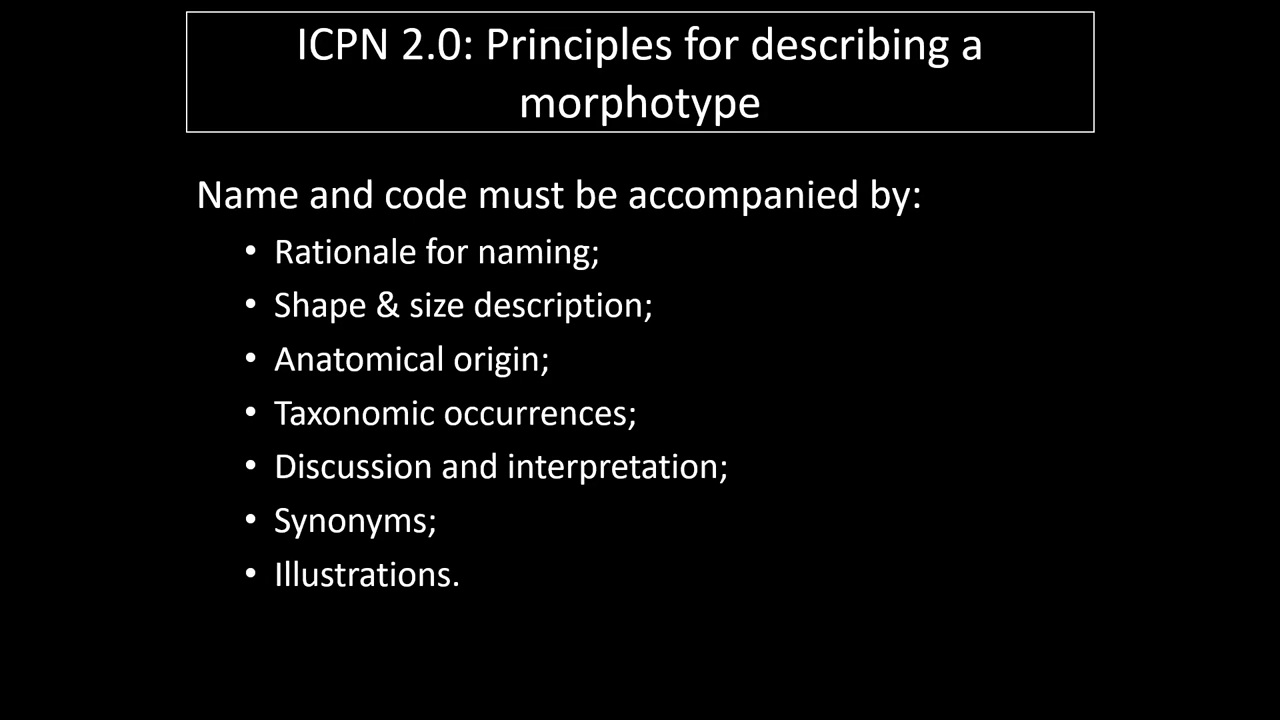 ICPN 2.0: Principles for describing a
morphotype
Name and code must be accompanied by:
• Rationale for naming;
• Shape & size description;
• Anatomical origin;
• Taxonomic occurrences;
• Discussion and interpretation;
• Synonyms;
• Illustrations.